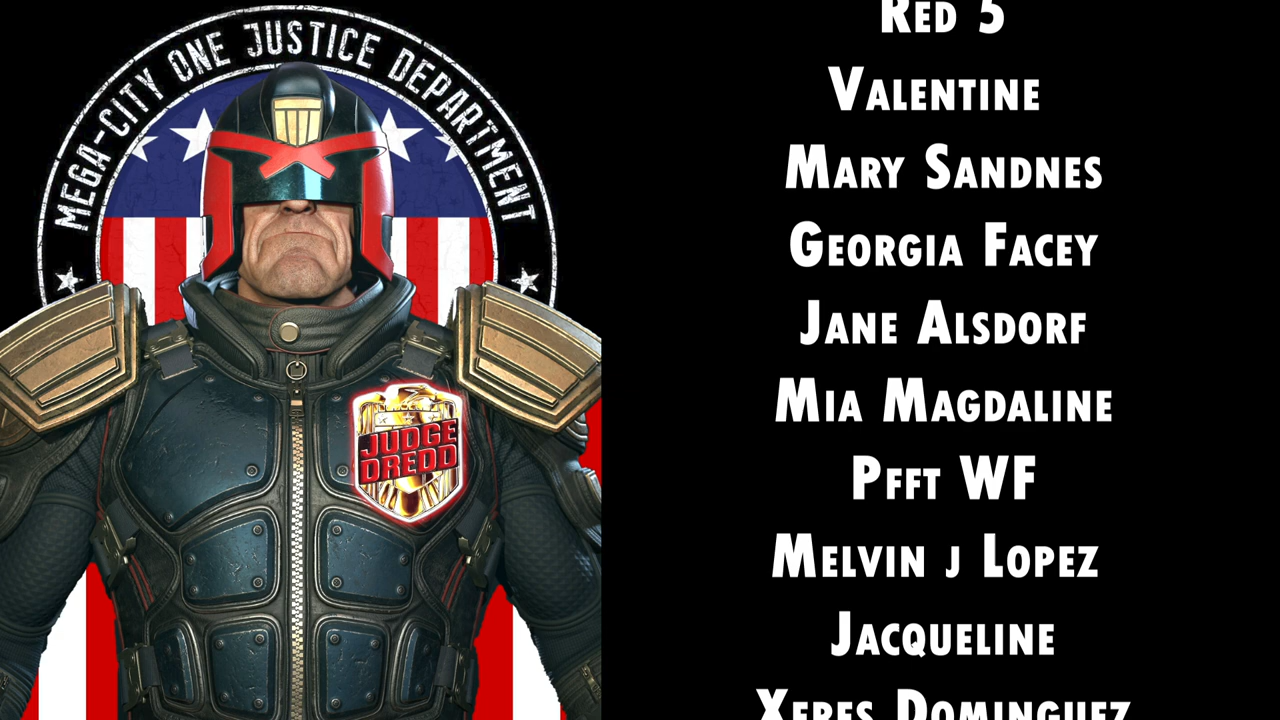 MEGA-CITY ONE JUSTICE DEPARTMENT
JUDGE
DREDD
RED 5
VALENTINE
MARY SANDNES
GEORGIA FACEY
JANE ALSDORF
MIA MAGDALINE
PFFT WF
MELVIN J LOPEZ
JACQUELINE
XERES DOMINGUEZ